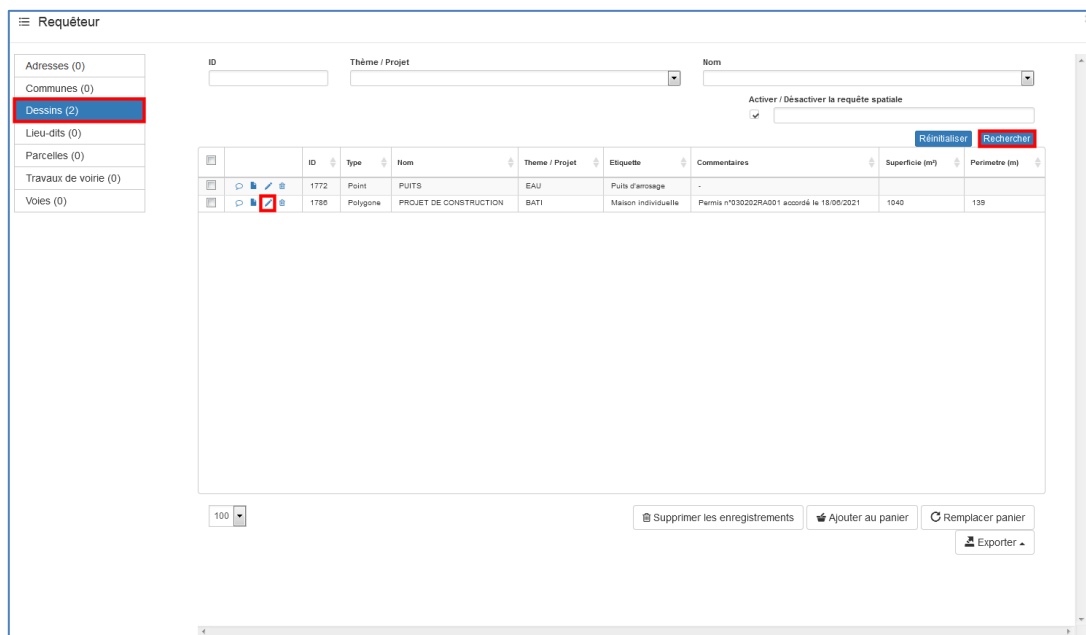 Requêteur
Adresses (0)
Communes (0)
Dessins (2)
Lieu-dits (0)
Parcelles (0)
Travaux de voirie (0)
Voies (0)
ID Thème / Projet Nom
Activer / Désactiver la requête spatiale
Réinitialiser Rechercher
ID Type Nom Theme / Projet Etiquette Commentaires Superficie (m²) Perimetre (m)
1772 Point PUITS EAU Puits d'arrosage -
1786 Polygone PROJET DE CONSTRUCTION BATI Maison individuelle Permis n°030202RA001 accordé le 18/06/2021 1040 139
100 Supprimer les enregistrements Ajouter au panier Remplacer panier
Exporter